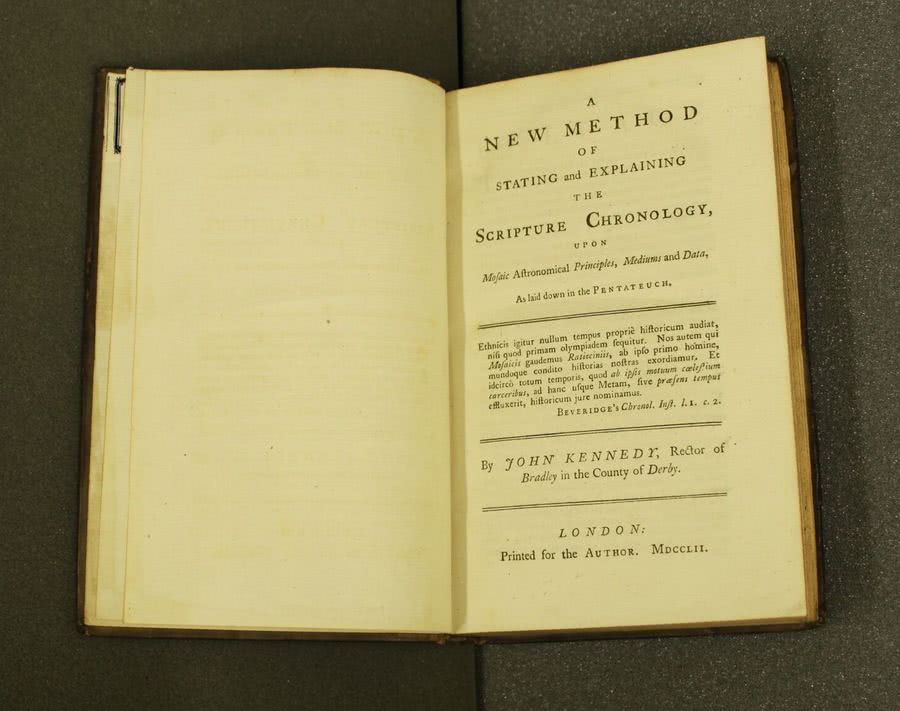 A
NEW METHOD
OF
STATING and EXPLAINING
THE
SCRIPTURE CHRONOLOGY,
UPON
Moſaic Aſtronomical Principles, Mediums and Data,
As laid down in the PENTATEUCH.
Ethnicis igitur nullum tempus propriè hiſtoricum audiat,
niſi quod primam olympiadem ſequitur. Nos autem qui
Moſaicis gaudemus Ratiociniis, ab ipſo primo homine,
mundoque condito hiſtorias noſtras exordiamur. Et
idcircò totum temporis, quod ab ipſis motuum cœleſtium
carceribus, ad hanc uſque Metam, ſive præſens tempus
effluxerit, hiſtoricum jure nominamus.
BEVERIDGE's Chronol. Inſt. l. 1. c. 2.
By JOHN KENNEDY, Rector of
Bradley in the County of Derby.
LONDON:
Printed for the AUTHOR. MDCCLII.